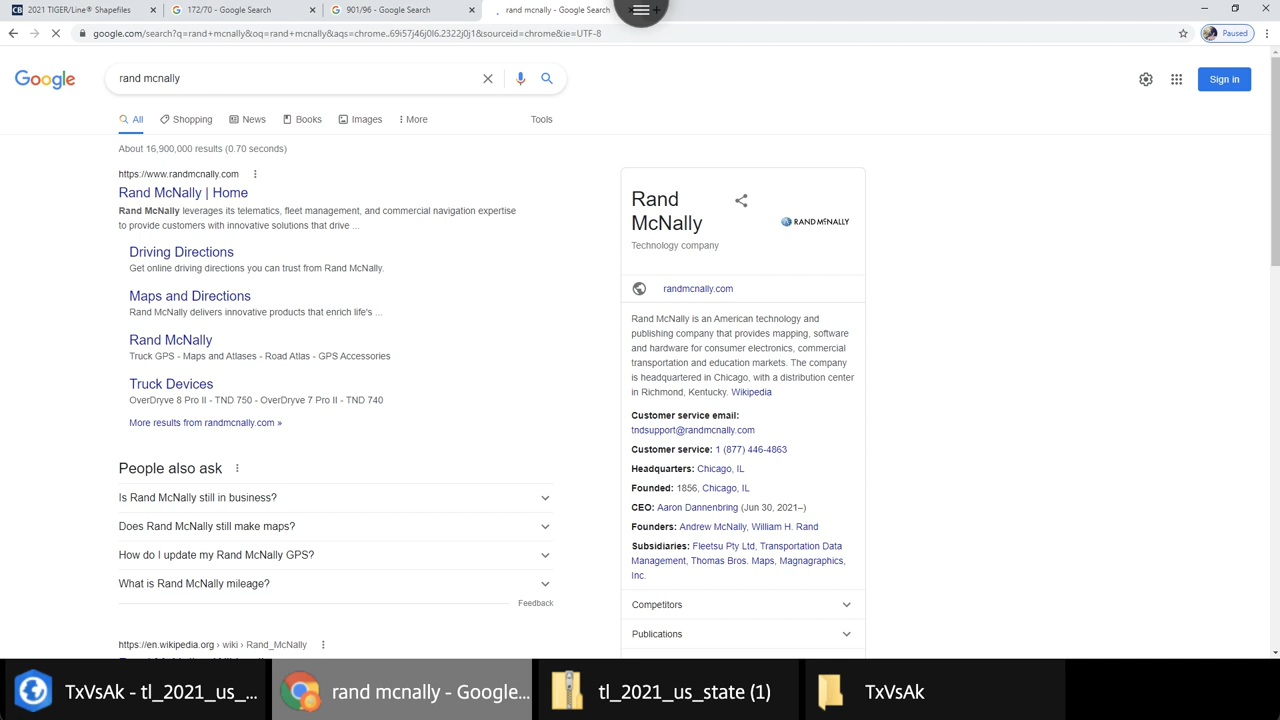 2021 TIGER/Line® Shapefiles
172/70 - Google Search
901/96 - Google Search
rand mcnally - Google Search
google.com/search?q=rand+mcnally&oq=rand+mcnally&aqs=chrome..69i57j46j0l6.2322j0j1&sourceid=chrome&ie=UTF-8
Paused
Google
rand mcnally
Sign in
All
Shopping
News
Books
Images
More
Tools
About 16,900,000 results (0.70 seconds)
https://www.randmcnally.com
Rand McNally | Home
Rand McNally leverages its telematics, fleet management, and commercial navigation expertise
to provide customers with innovative solutions that drive ...
Driving Directions
Get online driving directions you can trust from Rand McNally.
Maps and Directions
Rand McNally delivers innovative products that enrich life's ...
Rand McNally
Truck GPS - Maps and Atlases - Road Atlas - GPS Accessories
Truck Devices
OverDryve 8 Pro II - TND 750 - OverDryve 7 Pro II - TND 740
More results from randmcnally.com »
People also ask
Is Rand McNally still in business?
Does Rand McNally still make maps?
How do I update my Rand McNally GPS?
What is Rand McNally mileage?
Feedback
https://en.wikipedia.org › wiki › Rand_McNally
Rand
McNally
RAND MCNALLY
Technology company
randmcnally.com
Rand McNally is an American technology and
publishing company that provides mapping, software
and hardware for consumer electronics, commercial
transportation and education markets. The company
is headquartered in Chicago, with a distribution center
in Richmond, Kentucky. Wikipedia
Customer service email:
tndsupport@randmcnally.com
Customer service: 1 (877) 446-4863
Headquarters: Chicago, IL
Founded: 1856, Chicago, IL
CEO: Aaron Dannenbring (Jun 30, 2021–)
Founders: Andrew McNally, William H. Rand
Subsidiaries: Fleetsu Pty Ltd, Transportation Data
Management, Thomas Bros. Maps, Magnagraphics,
Inc.
Competitors
Publications
TxVsAk - tl_2021_us_...
rand mcnally - Google...
tl_2021_us_state (1)
TxVsAk